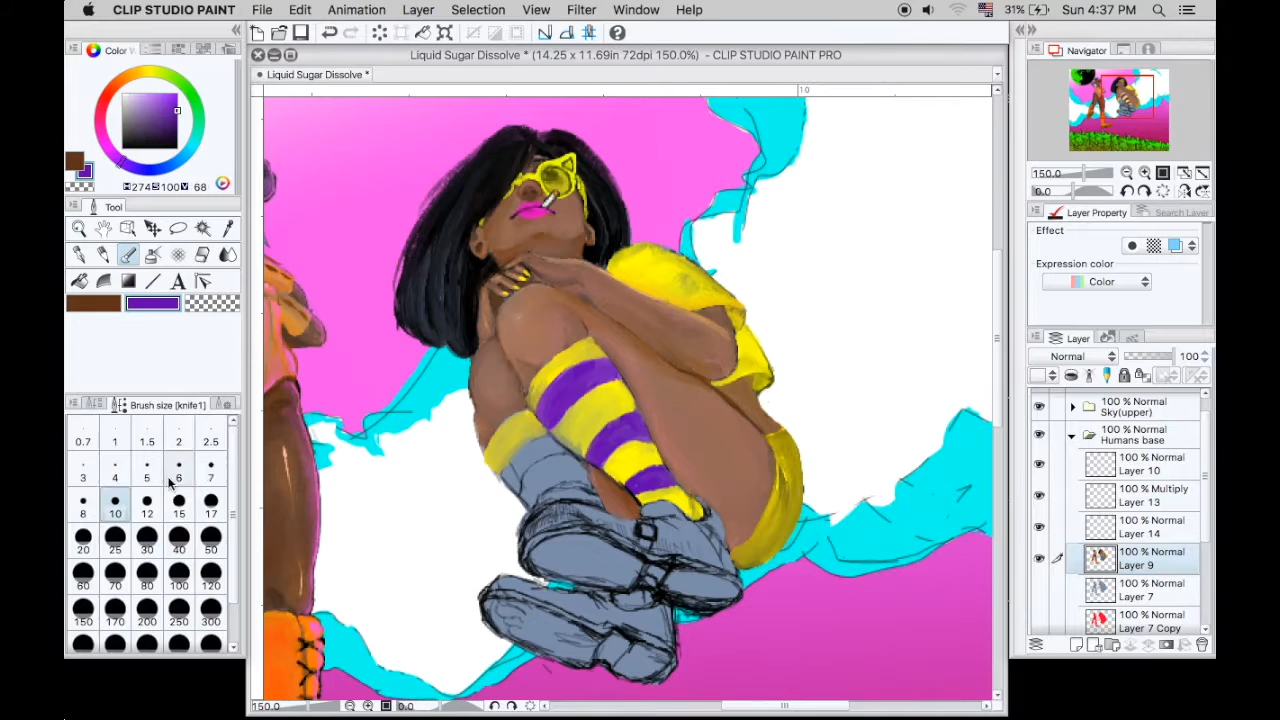 CLIP STUDIO PAINT File Edit Animation Layer Selection View Filter Window Help 31% Sun 4:37 PM
Liquid Sugar Dissolve * (14.25 x 11.69in 72dpi 150.0%) - CLIP STUDIO PAINT PRO
Color Navigator
Liquid Sugar Dissolve *
10
H 274 S 100 V 68
150.0
0.0
Tool
Layer Property Search Layer
Effect
Expression color
Color
Layer
Normal 100
Brush size [knife1]
0.7 1 1.5 2 2.5
3 4 5 6 7
8 10 12 15 17
20 25 30 40 50
60 70 80 100 120
150 170 200 250 300
100 % Normal
Sky(upper)
100 % Normal
Humans base
100 % Normal
Layer 10
100 % Multiply
Layer 13
100 % Normal
Layer 14
100 % Normal
Layer 9
100 % Normal
Layer 7
100 % Normal
Layer 7 Copy
150.0 0.0